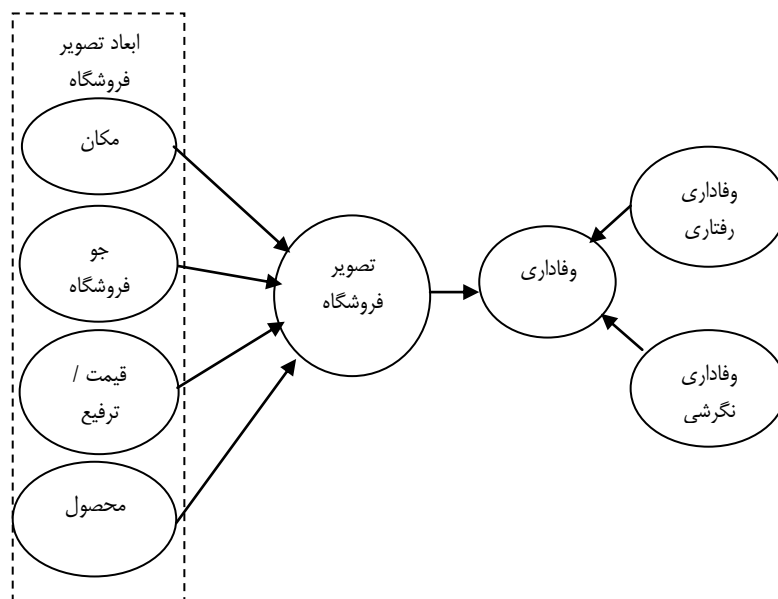 ابعاد تصویر
فروشگاه
مکان
جو
فروشگاه
قیمت /
ترفیع
محصول
تصویر
فروشگاه
وفاداری
وفاداری
رفتاری
وفاداری
نگرشی